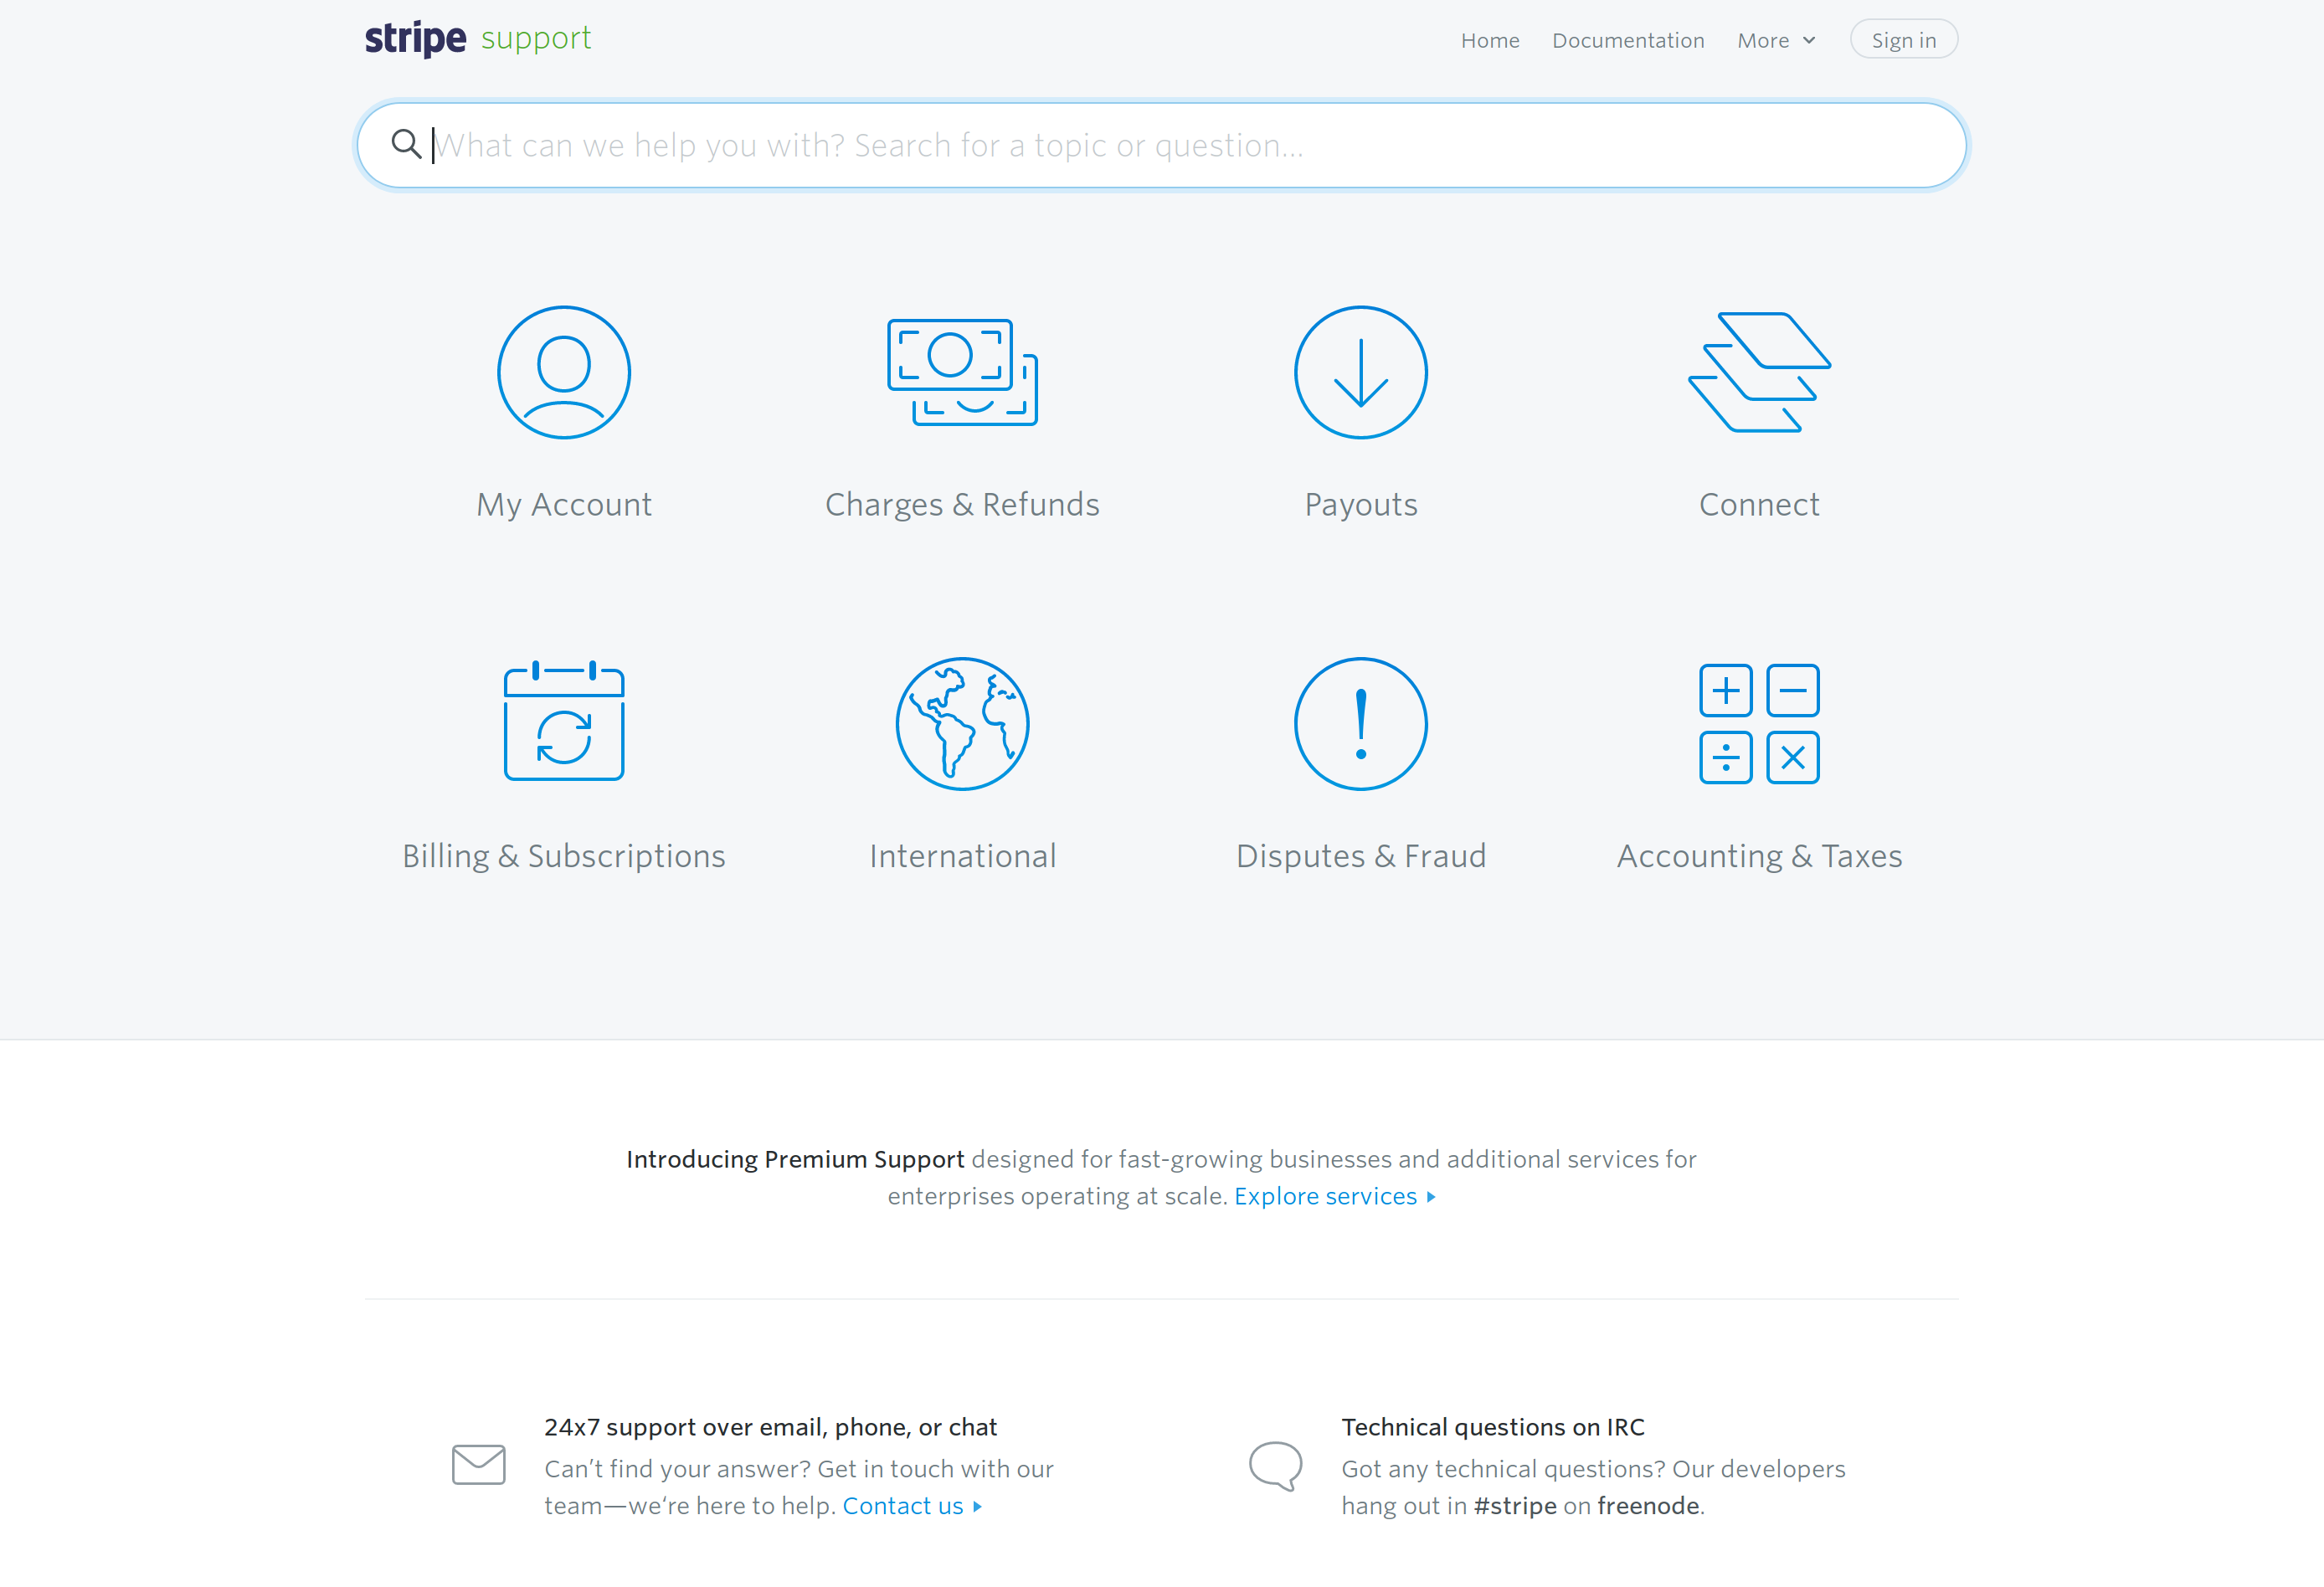 stripe support
Home Documentation More Sign in
What can we help you with? Search for a topic or question...
My Account
Charges & Refunds
Payouts
Connect
Billing & Subscriptions
International
Disputes & Fraud
Accounting & Taxes
Introducing Premium Support designed for fast-growing businesses and additional services for
enterprises operating at scale. Explore services
24x7 support over email, phone, or chat
Can’t find your answer? Get in touch with our
team—we‘re here to help. Contact us
Technical questions on IRC
Got any technical questions? Our developers
hang out in #stripe on freenode.